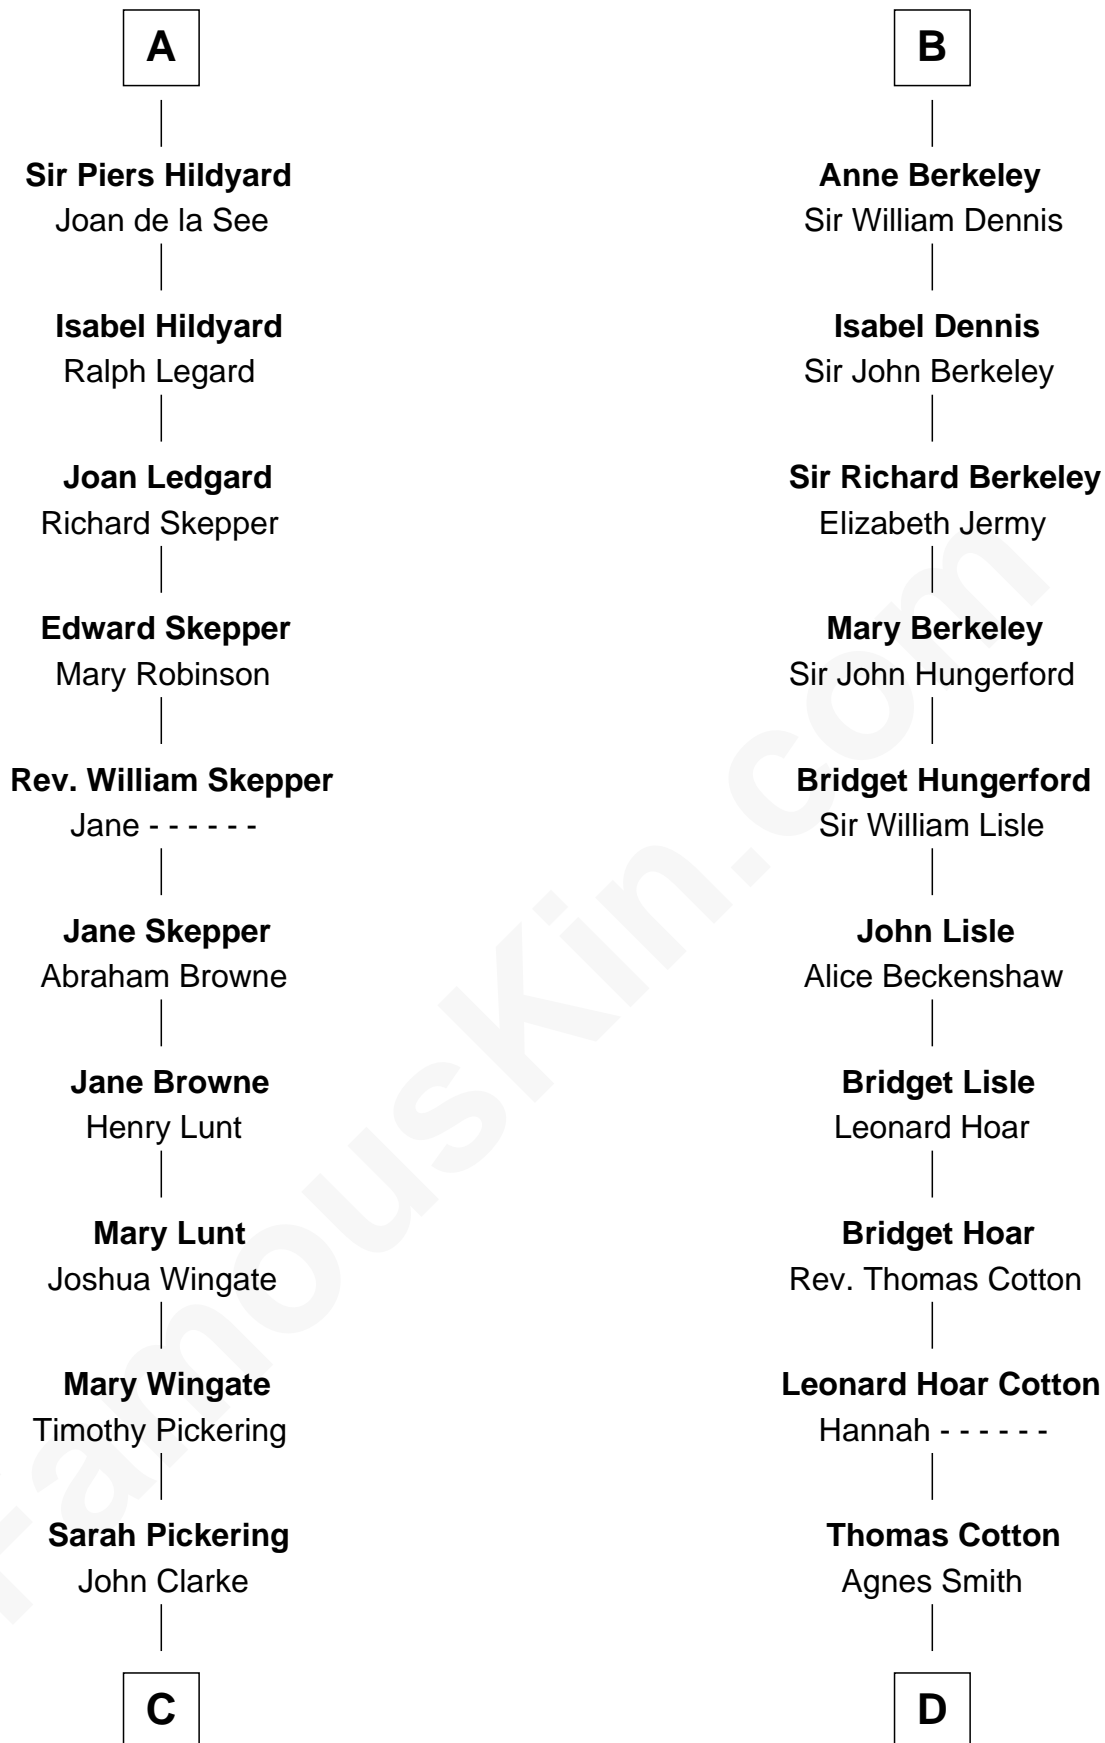 A
Sir Piers Hildyard
Joan de la See
Isabel Hildyard
Ralph Legard
Joan Ledgard
Richard Skepper
Edward Skepper
Mary Robinson
Rev. William Skepper
Jane - - - - - -
Jane Skepper
Abraham Browne
Jane Browne
Henry Lunt
Mary Lunt
Joshua Wingate
Mary Wingate
Timothy Pickering
Sarah Pickering
John Clarke
C
B
Anne Berkeley
Sir William Dennis
Isabel Dennis
Sir John Berkeley
Sir Richard Berkeley
Elizabeth Jermy
Mary Berkeley
Sir John Hungerford
Bridget Hungerford
Sir William Lisle
John Lisle
Alice Beckenshaw
Bridget Lisle
Leonard Hoar
Bridget Hoar
Rev. Thomas Cotton
Leonard Hoar Cotton
Hannah - - - - - -
Thomas Cotton
Agnes Smith
D
FamousKin.com